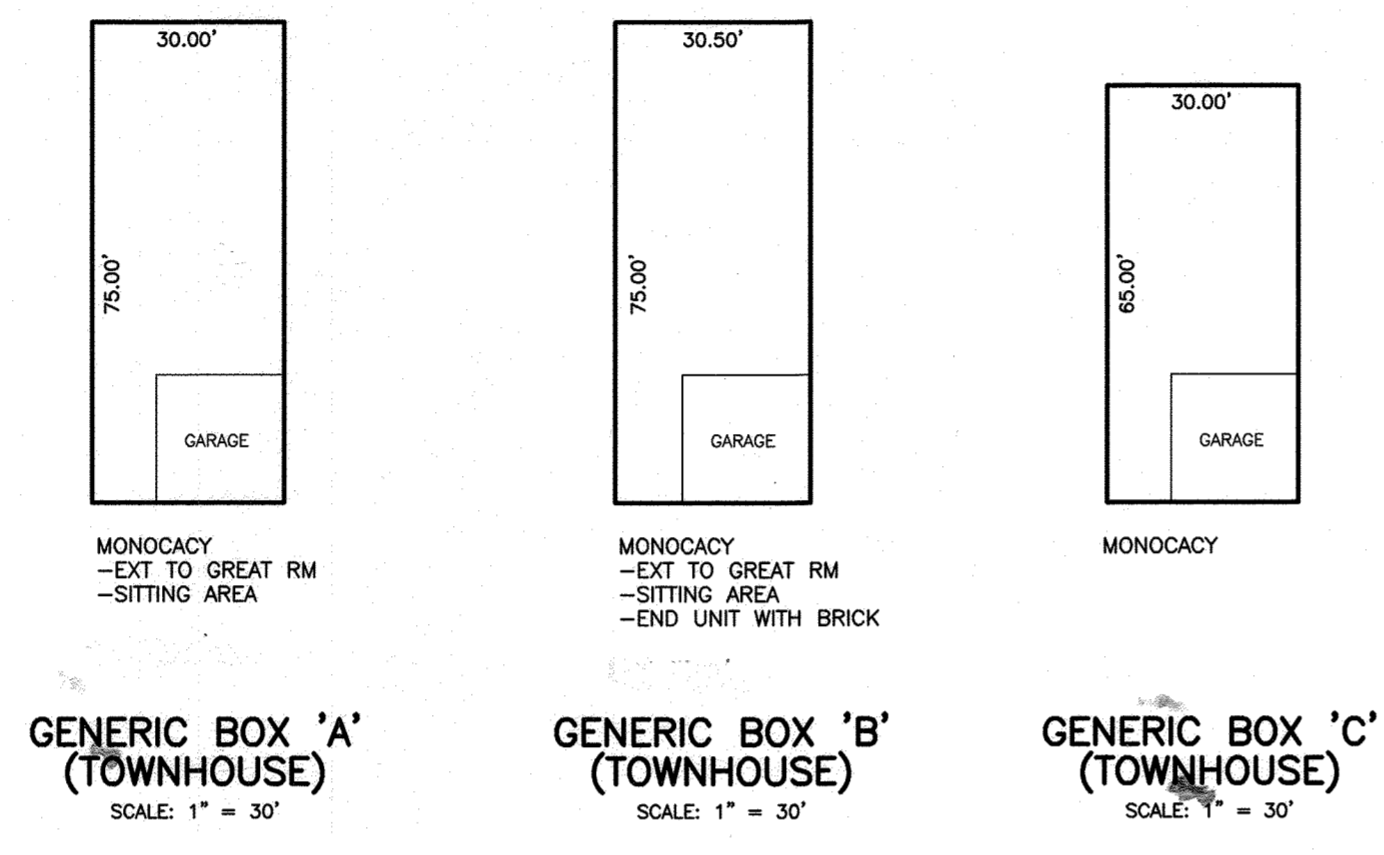 30.00'
75.00'
GARAGE
MONOCACY
-EXT TO GREAT RM
-SITTING AREA
GENERIC BOX 'A'
(TOWNHOUSE)
SCALE: 1" = 30'
30.50'
75.00'
GARAGE
MONOCACY
-EXT TO GREAT RM
-SITTING AREA
-END UNIT WITH BRICK
GENERIC BOX 'B'
(TOWNHOUSE)
SCALE: 1" = 30'
30.00'
65.00'
GARAGE
MONOCACY
GENERIC BOX 'C'
(TOWNHOUSE)
SCALE: 1" = 30'